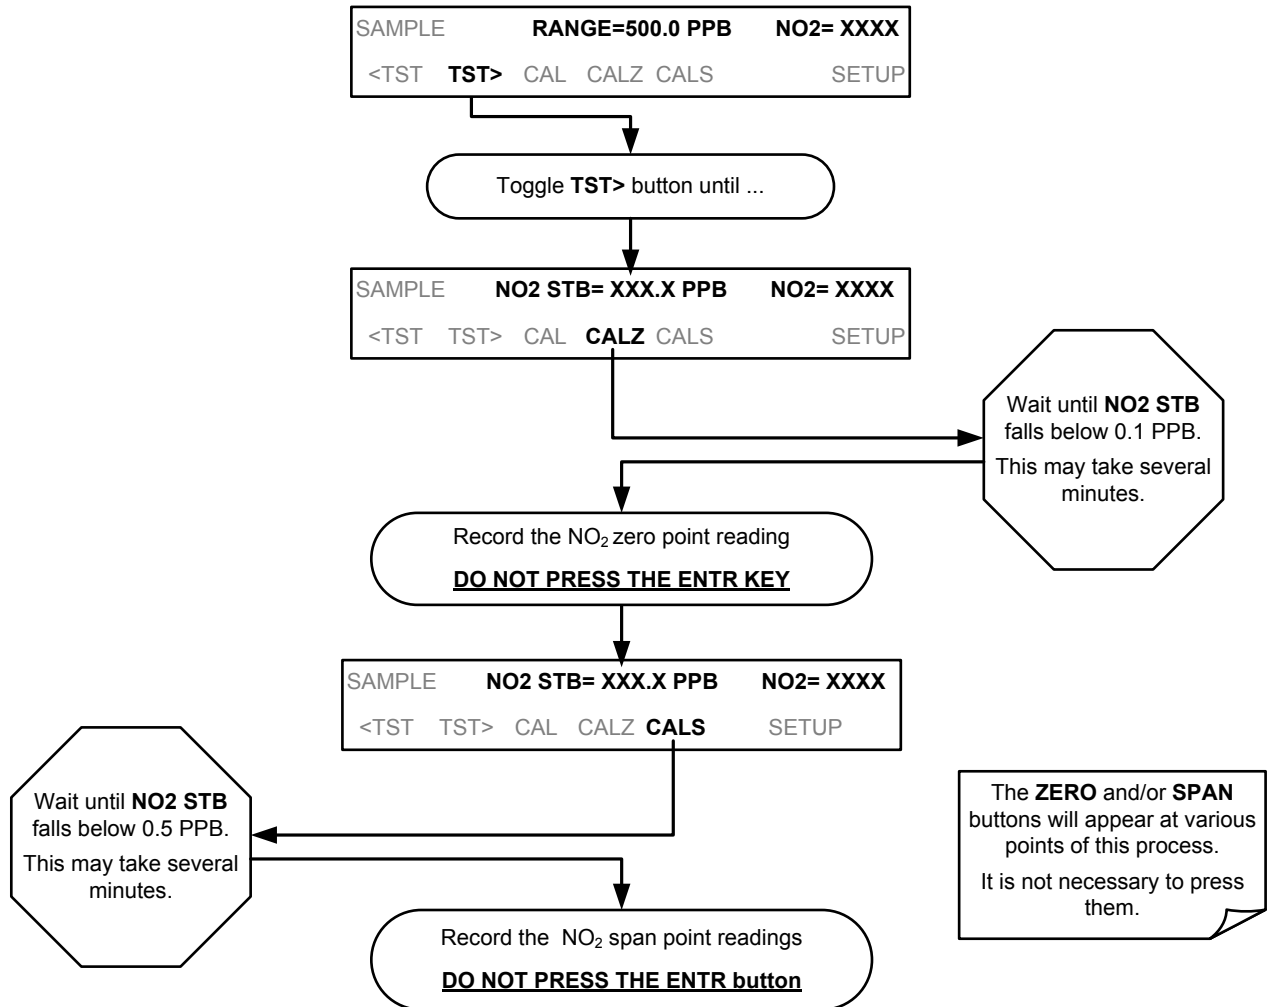 SAMPLE RANGE=500.0 PPB NO2= XXXX
<TST TST> CAL CALZ CALS SETUP
Toggle TST> button until ...
SAMPLE NO2 STB= XXX.X PPB NO2= XXXX
<TST TST> CAL CALZ CALS SETUP
Wait until NO2 STB
falls below 0.1 PPB.
This may take several
minutes.
Record the NO₂ zero point reading
DO NOT PRESS THE ENTR KEY
SAMPLE NO2 STB= XXX.X PPB NO2= XXXX
<TST TST> CAL CALZ CALS SETUP
Wait until NO2 STB
falls below 0.5 PPB.
This may take several
minutes.
The ZERO and/or SPAN
buttons will appear at various
points of this process.
It is not necessary to press
them.
Record the NO₂ span point readings
DO NOT PRESS THE ENTR button